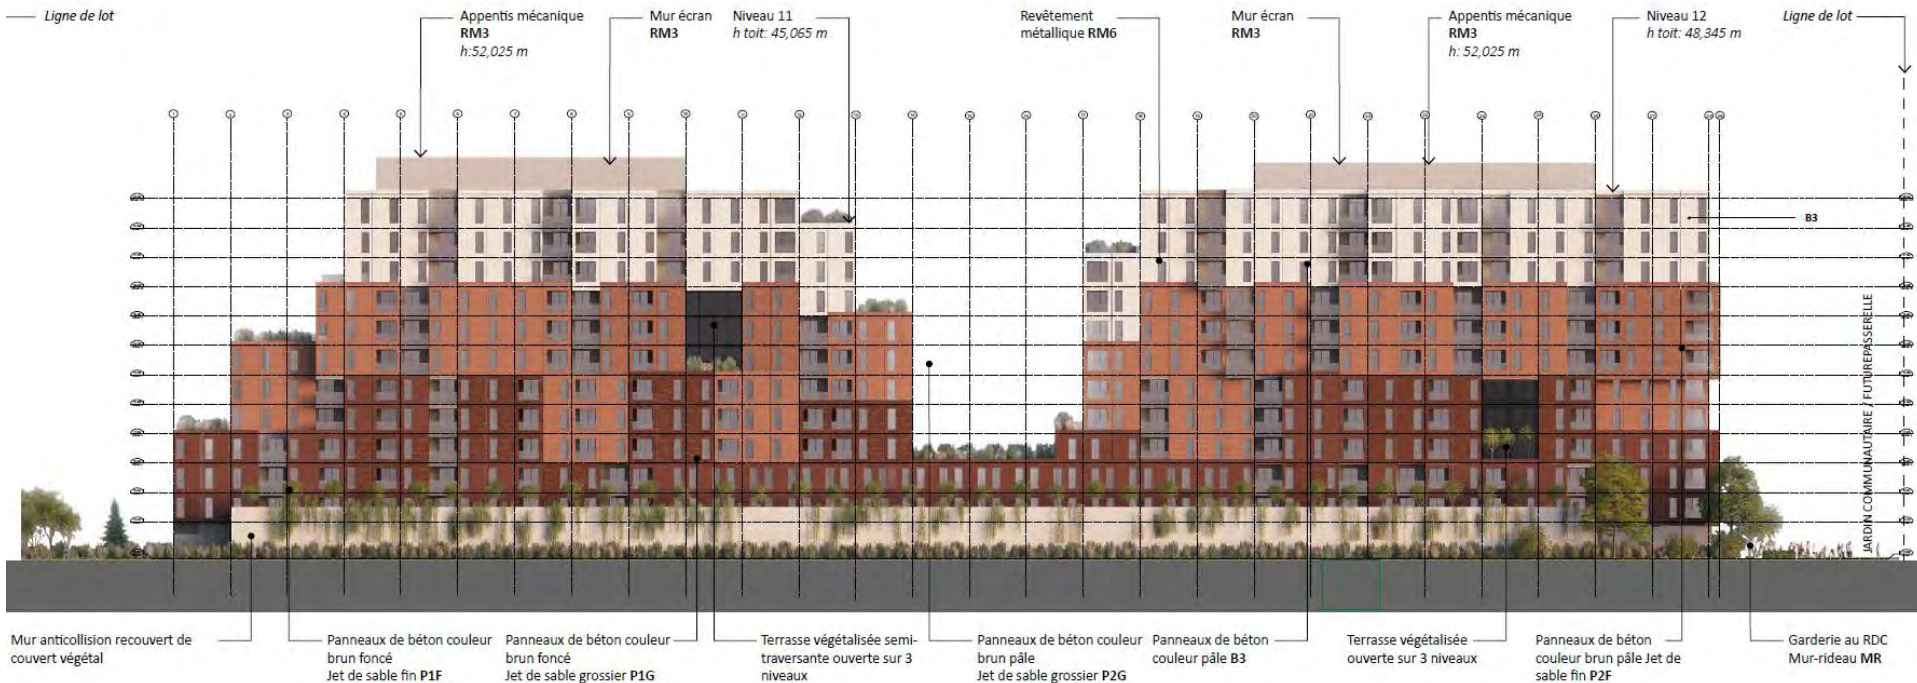 Ligne de lot
Appentis mécanique
RM3
h:52,025 m
Mur écran
RM3
Niveau 11
h toit: 45,065 m
Revêtement
métallique RM6
Mur écran
RM3
Appentis mécanique
RM3
h: 52,025 m
Niveau 12
h toit: 48,345 m
Ligne de lot
B3
JARDIN COMMUNAUTAIRE / FUTUREPASSERELLE
Mur anticollision recouvert de
couvert végétal
Panneaux de béton couleur
brun foncé
Jet de sable fin P1F
Panneaux de béton couleur
brun foncé
Jet de sable grossier P1G
Terrasse végétalisée semi-
traversante ouverte sur 3
niveaux
Panneaux de béton couleur
brun pâle
Jet de sable grossier P2G
Panneaux de béton
couleur pâle B3
Terrasse végétalisée
ouverte sur 3 niveaux
Panneaux de béton
couleur brun pâle Jet de
sable fin P2F
Garderie au RDC
Mur-rideau MR